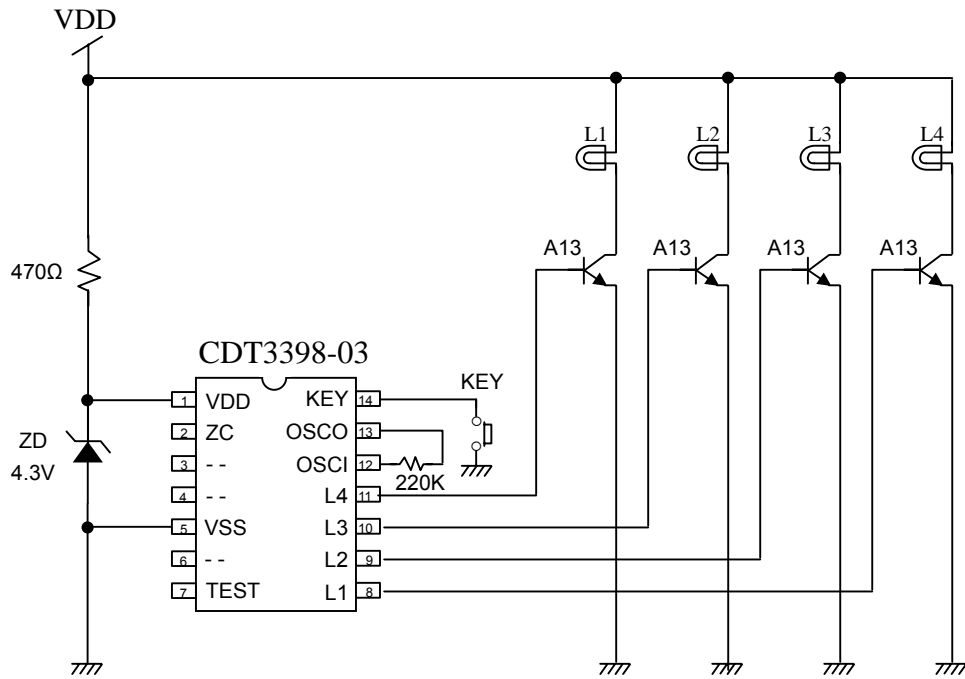 VDD
L1 L2 L3 L4
A13 A13 A13 A13
470Ω
CDT3398-03
KEY
1 VDD KEY 14
2 ZC OSCO 13
3 -- OSCI 12
220K
4 -- L4 11
5 VSS L3 10
6 -- L2 9
7 TEST L1 8
ZD
4.3V